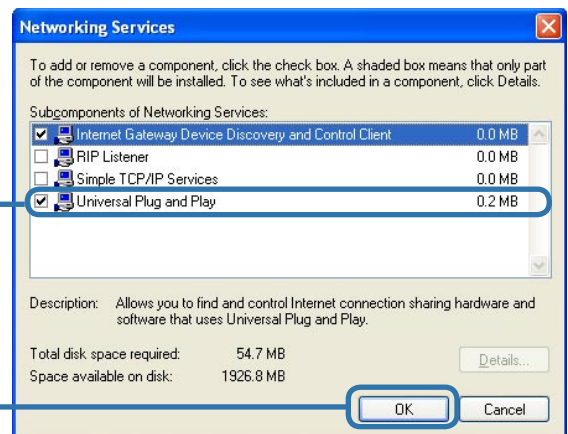 Networking Services
To add or remove a component, click the check box. A shaded box means that only part
of the component will be installed. To see what's included in a component, click Details.
Subcomponents of Networking Services:
Internet Gateway Device Discovery and Control Client 0.0 MB
RIP Listener 0.0 MB
Simple TCP/IP Services 0.0 MB
Universal Plug and Play 0.2 MB
Description: Allows you to find and control Internet connection sharing hardware and
software that uses Universal Plug and Play.
Total disk space required: 54.7 MB
Details...
Space available on disk: 1926.8 MB
OK Cancel